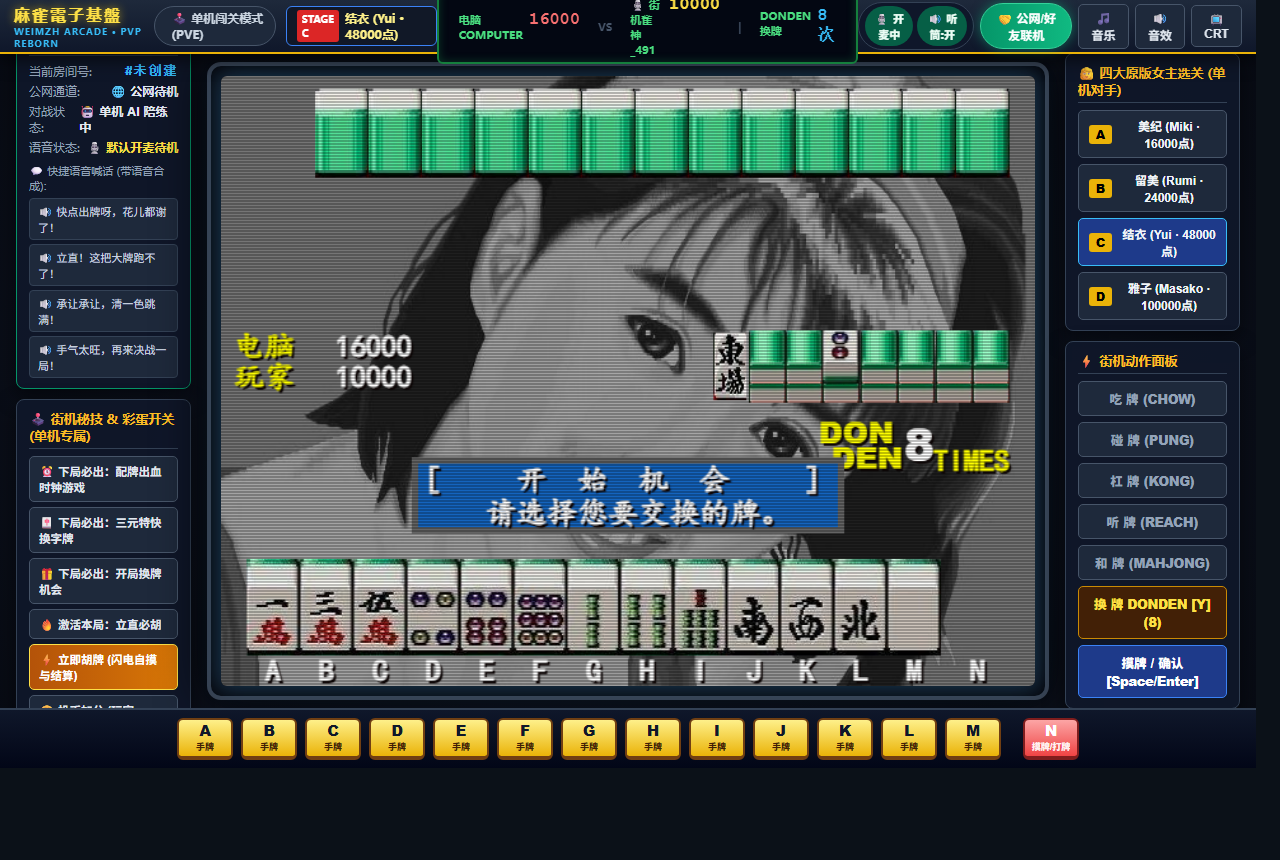 麻雀電子基盤
WEIMZH ARCADE • PVP
REBORN
🕹️ 单机闯关模式
(PVE)
STAGE
C
结衣 (Yui ·
48000点)
电脑
COMPUTER
16000
VS
🎙️ 街
机雀
神
_491
10000
|
DONDEN
换牌
8
次
🎙️ 开
麦中
🔊 听
筒:开
🤝 公网/好
友联机
🎵
音乐
🔊
音效
📺
CRT
当前房间号:
#未创建
公网通道:
🌐 公网待机
对战状
态:
👾 单机 AI 陪练
中
语音状态:
🎙️ 默认开麦待机
💬 快捷语音喊话 (带语音合
成):
🔊 快点出牌呀，花儿都谢
了！
🔊 立直！这把大牌跑不
了！
🔊 承让承让，清一色跳
满！
🔊 手气太旺，再来决战一
局！
🕹️ 街机秘技 & 彩蛋开关
(单机专属)
⏰ 下局必出：配牌出血
时钟游戏
🀄 下局必出：三元特快
换字牌
🎁 下局必出：开局换牌
机会
🔥 激活本局：立直必胡
⚡ 立即胡牌 (闪电自摸
与结算)
电脑 16000
玩家 10000
東
場
DON
DEN 8 TIMES
[ 开 始 机 会 ]
请选择您要交换的牌。
一 三 伍
萬 萬 萬
南 西 北
A B C D E F G H I J K L M N
👩 四大原版女主选关 (单
机对手)
A
美纪 (Miki ·
16000点)
B
留美 (Rumi ·
24000点)
C
结衣 (Yui · 48000
点)
D
雅子 (Masako ·
100000点)
⚡ 街机动作面板
吃 牌 (CHOW)
碰 牌 (PUNG)
杠 牌 (KONG)
听 牌 (REACH)
和 牌 (MAHJONG)
换 牌 DONDEN [Y]
(8)
摸牌 / 确认
[Space/Enter]
A B C D E F G H I J K L M N
手牌 手牌 手牌 手牌 手牌 手牌 手牌 手牌 手牌 手牌 手牌 手牌 手牌 摸牌/打牌